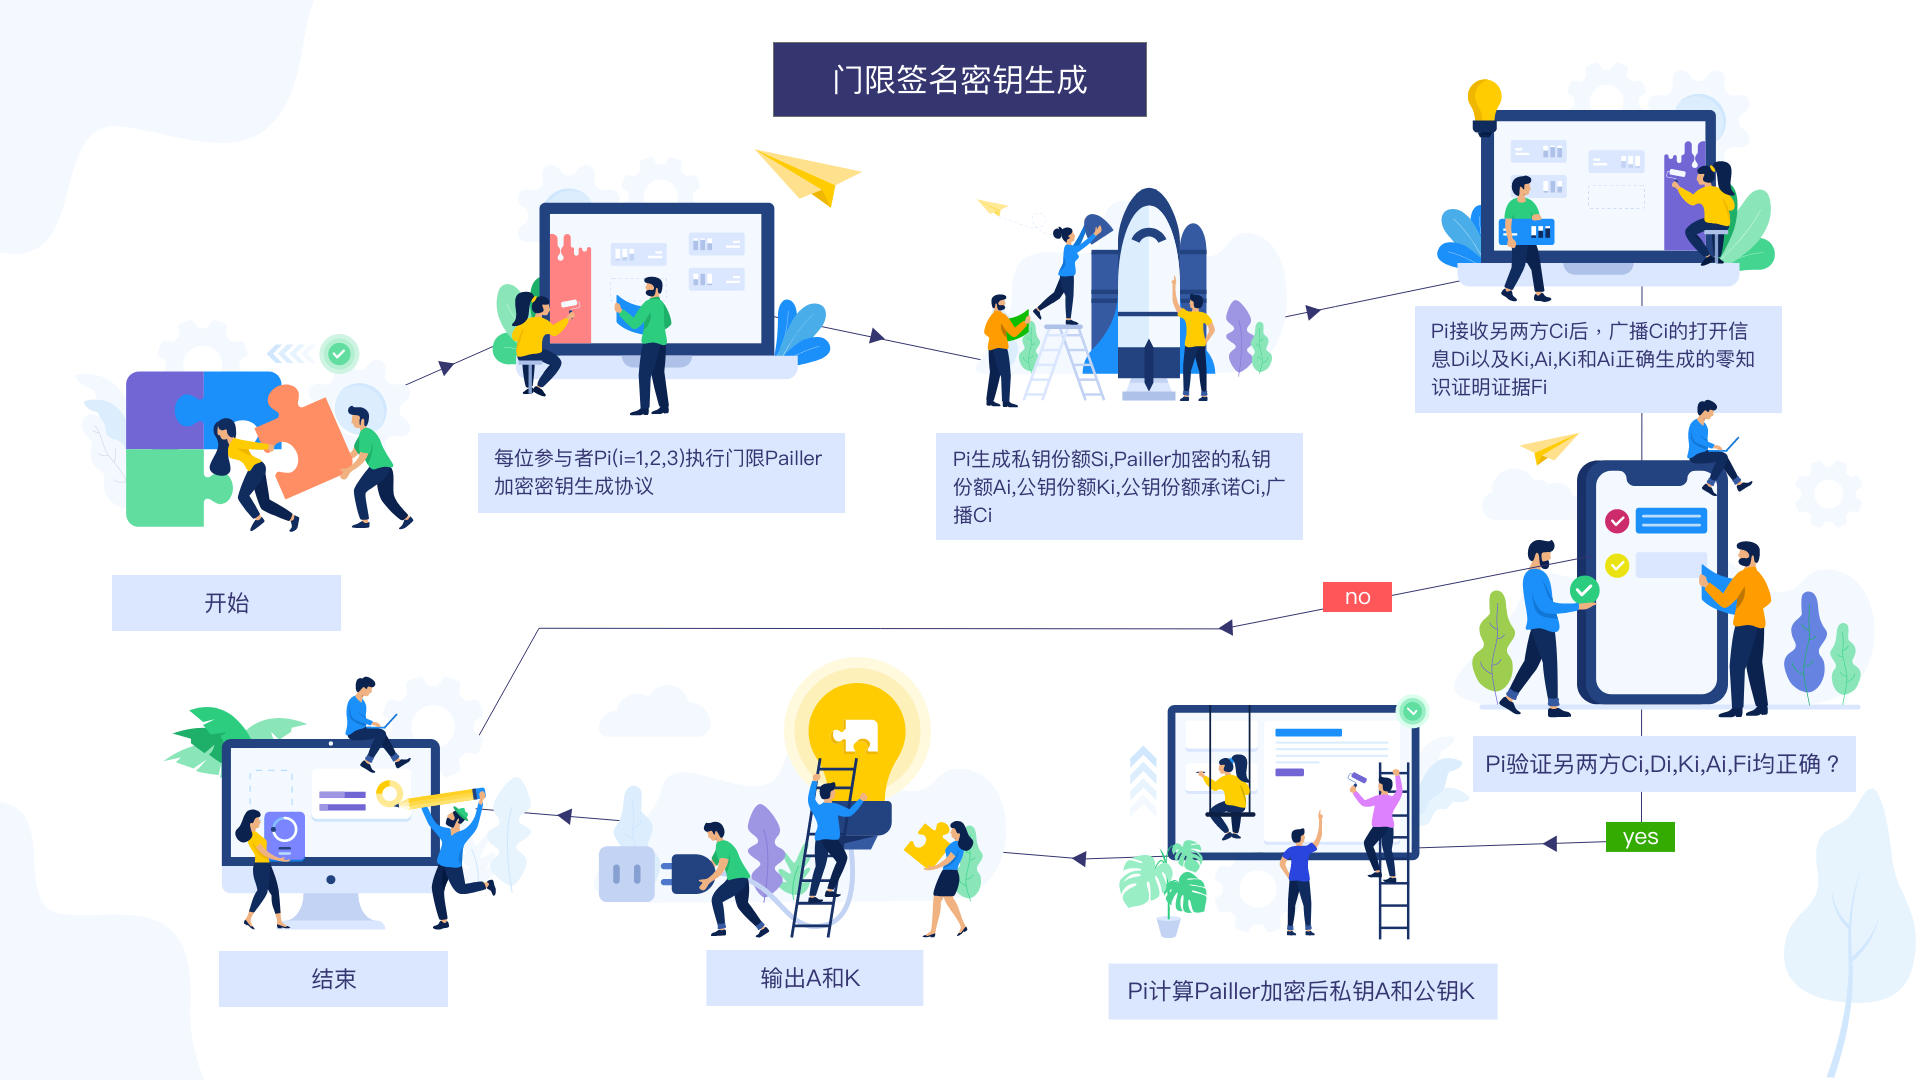 门限签名密钥生成
Pi接收另两方Ci后，广播Ci的打开信
息Di以及Ki,Ai,Ki和Ai正确生成的零知
识证明证据Fi
每位参与者Pi(i=1,2,3)执行门限Pailler
加密密钥生成协议
Pi生成私钥份额Si,Pailler加密的私钥
份额Ai,公钥份额Ki,公钥份额承诺Ci,广
播Ci
开始
no
Pi验证另两方Ci,Di,Ki,Ai,Fi均正确？
yes
结束
输出A和K
Pi计算Pailler加密后私钥A和公钥K